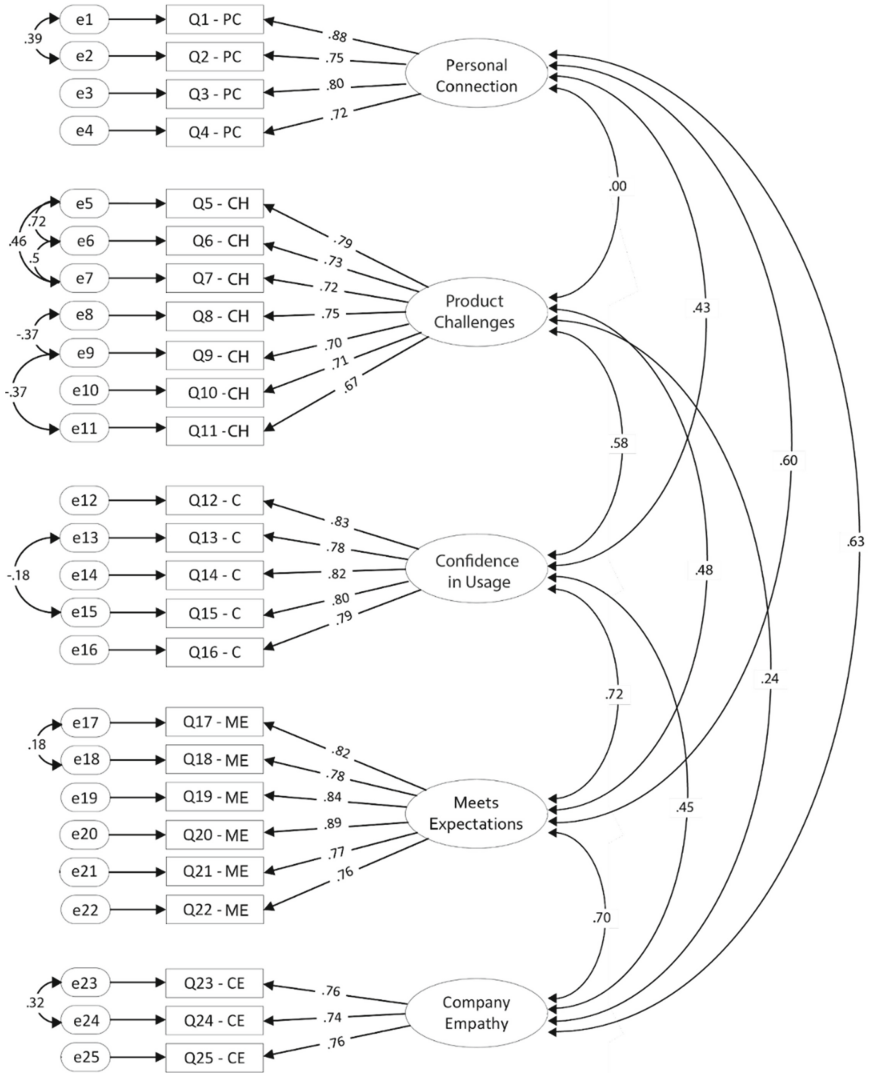 e1
Q1 - PC
.39
.88
e2
Q2 - PC
.75
Personal
Connection
e3
Q3 - PC
.80
e4
Q4 - PC
.72
.00
e5
Q5 - CH
.72
.79
.46
e6
Q6 - CH
.73
.5
e7
Q7 - CH
.72
Product
Challenges
e8
Q8 - CH
.75
.43
-.37
e9
Q9 - CH
.70
-.37
e10
Q10 -CH
.71
e11
Q11 -CH
.67
.58
.60
e12
Q12 - C
.83
e13
Q13 - C
.78
.63
Confidence
in Usage
-.18
e14
Q14 - C
.82
.48
e15
Q15 - C
.80
e16
Q16 - C
.79
.24
.72
e17
Q17 - ME
.18
.82
e18
Q18 - ME
.78
e19
Q19 - ME
.84
Meets
Expectations
.45
e20
Q20 - ME
.89
e21
Q21 - ME
.77
e22
Q22 - ME
.76
.70
e23
Q23 - CE
.76
.32
Company
Empathy
e24
Q24 - CE
.74
e25
Q25 - CE
.76